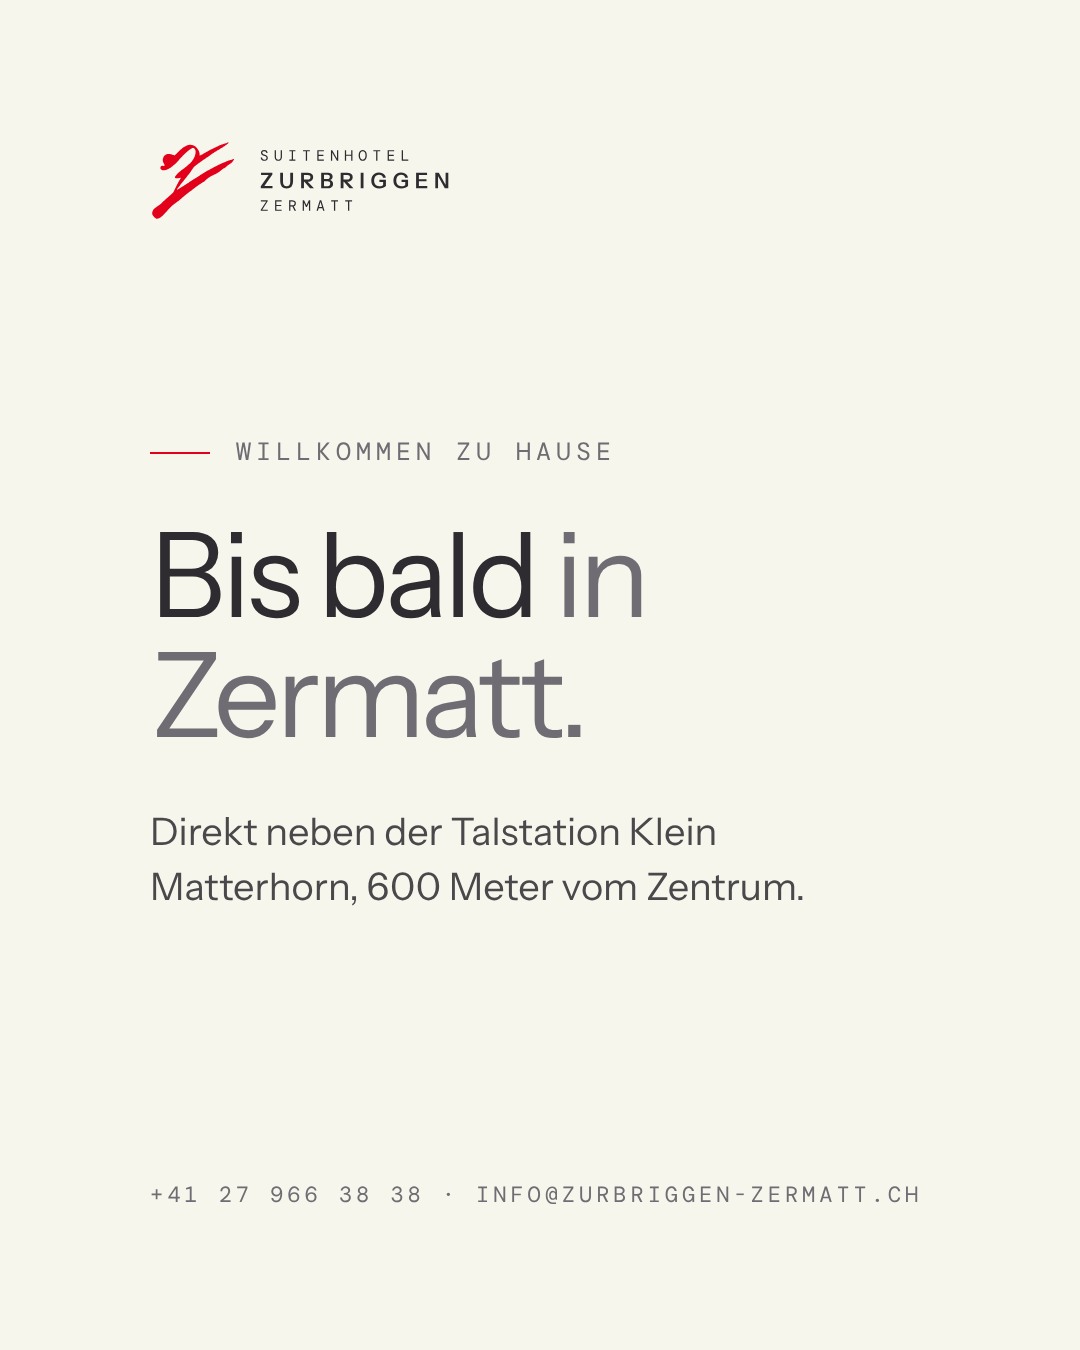 SUITENHOTEL
ZURBRIGGEN
ZERMATT
WILLKOMMEN ZU HAUSE
Bis bald in
Zermatt.
Direkt neben der Talstation Klein
Matterhorn, 600 Meter vom Zentrum.
+41 27 966 38 38 · INFO@ZURBRIGGEN-ZERMATT.CH